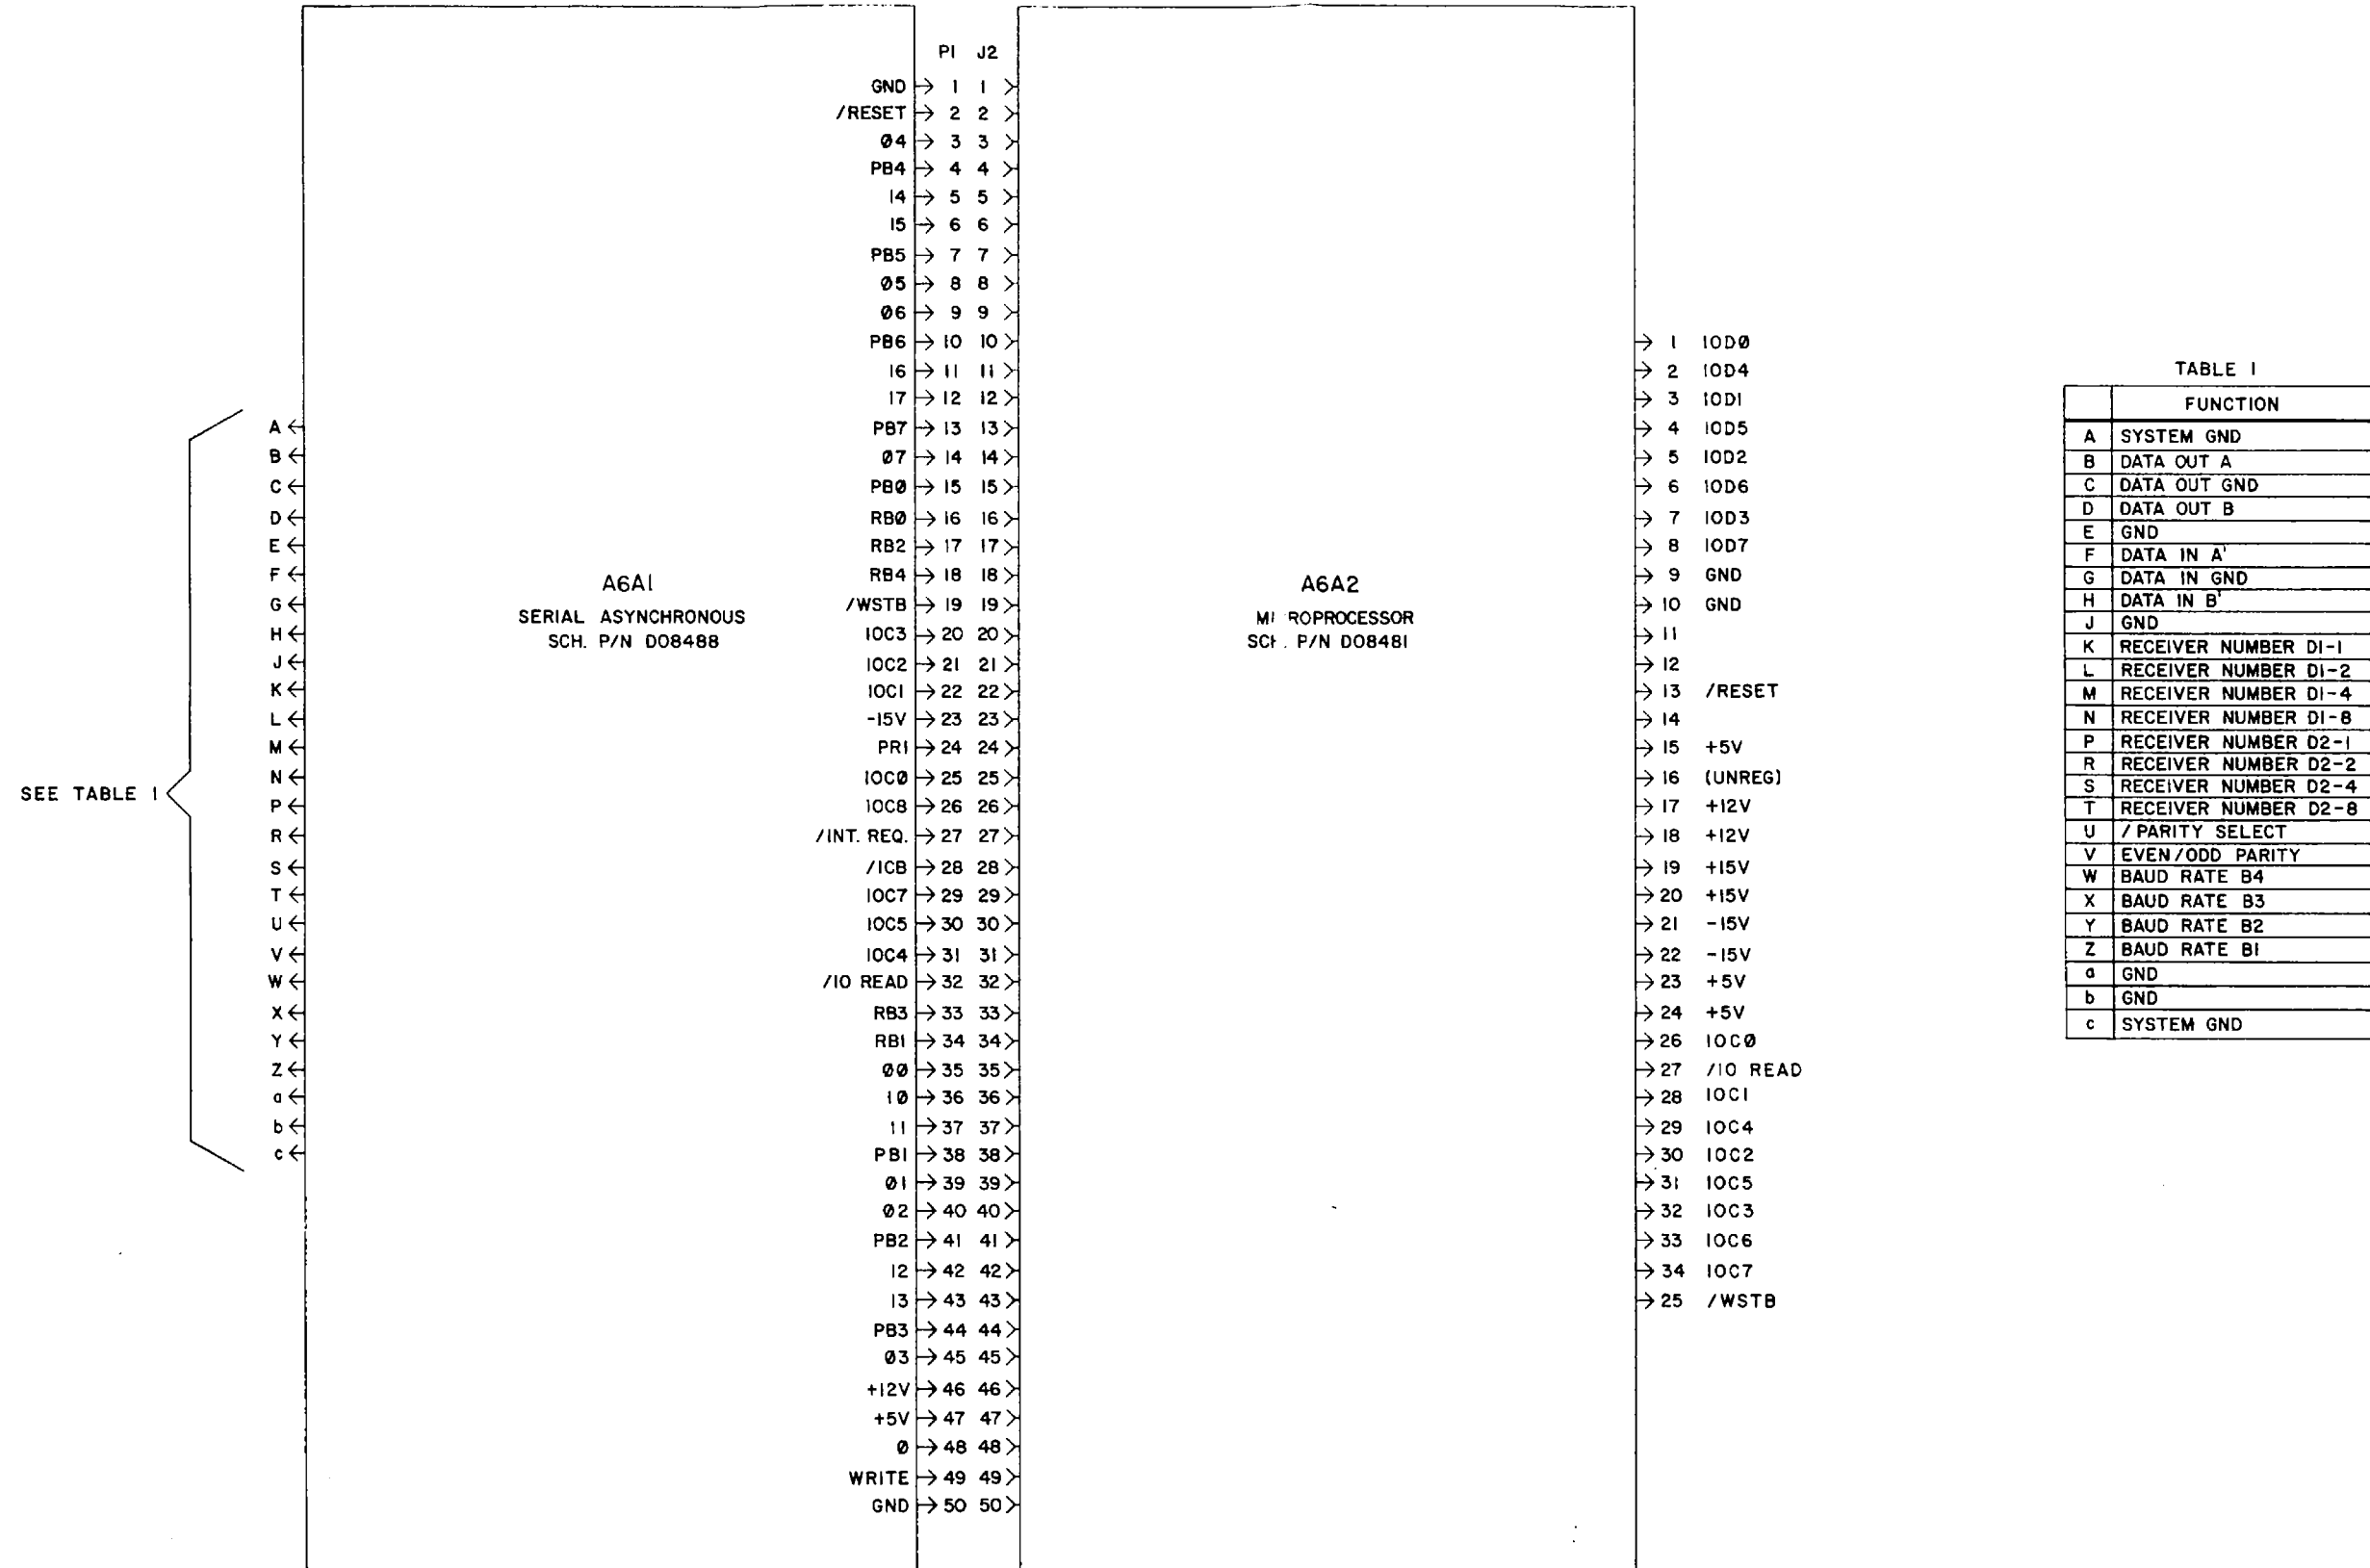 P1 J2
GND 1 1
/RESET 2 2
Ø4 3 3
PB4 4 4
I4 5 5
I5 6 6
PB5 7 7
Ø5 8 8
Ø6 9 9
PB6 10 10
I6 11 11
I7 12 12
PB7 13 13
Ø7 14 14
PBØ 15 15
RBØ 16 16
RB2 17 17
RB4 18 18
/WSTB 19 19
IOC3 20 20
IOC2 21 21
IOC1 22 22
-15V 23 23
PRI 24 24
IOCØ 25 25
IOC8 26 26
/INT. REQ. 27 27
/ICB 28 28
IOC7 29 29
IOC5 30 30
IOC4 31 31
/IO READ 32 32
RB3 33 33
RB1 34 34
ØØ 35 35
IØ 36 36
I1 37 37
PB1 38 38
Ø1 39 39
Ø2 40 40
PB2 41 41
I2 42 42
I3 43 43
PB3 44 44
Ø3 45 45
+12V 46 46
+5V 47 47
Ø 48 48
WRITE 49 49
GND 50 50
SEE TABLE 1
A
B
C
D
E
F
G
H
J
K
L
M
N
P
R
S
T
U
V
W
X
Y
Z
a
b
c
A6A1
SERIAL ASYNCHRONOUS
SCH. P/N D08488
A6A2
MI ROPROCESSOR
SCH. P/N D08481
1 IODØ
2 IOD4
3 IOD1
4 IOD5
5 IOD2
6 IOD6
7 IOD3
8 IOD7
9 GND
10 GND
11
12
13 /RESET
14
15 +5V
16 (UNREG)
17 +12V
18 +12V
19 +15V
20 +15V
21 -15V
22 -15V
23 +5V
24 +5V
26 IOCØ
27 /IO READ
28 IOC1
29 IOC4
30 IOC2
31 IOC5
32 IOC3
33 IOC6
34 IOC7
25 /WSTB
TABLE 1
FUNCTION
A SYSTEM GND
B DATA OUT A
C DATA OUT GND
D DATA OUT B
E GND
F DATA IN A'
G DATA IN GND
H DATA IN B'
J GND
K RECEIVER NUMBER D1-1
L RECEIVER NUMBER D1-2
M RECEIVER NUMBER D1-4
N RECEIVER NUMBER D1-8
P RECEIVER NUMBER D2-1
R RECEIVER NUMBER D2-2
S RECEIVER NUMBER D2-4
T RECEIVER NUMBER D2-8
U / PARITY SELECT
V EVEN/ODD PARITY
W BAUD RATE B4
X BAUD RATE B3
Y BAUD RATE B2
Z BAUD RATE B1
a GND
b GND
c SYSTEM GND